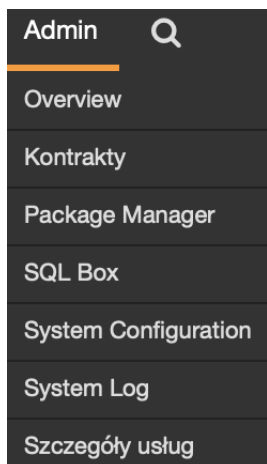 Admin
Overview
Kontrakty
Package Manager
SQL Box
System Configuration
System Log
Szczegóły usług